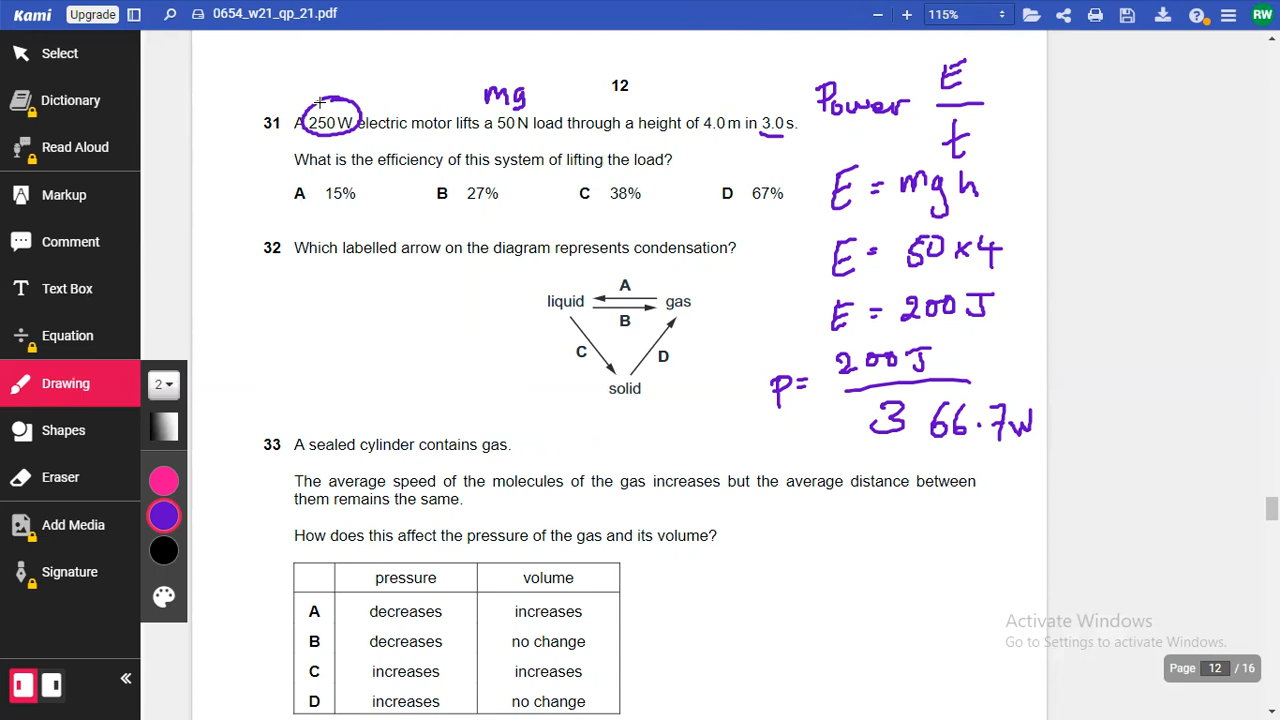 Kami Upgrade 0654_w21_qp_21.pdf 115% RW
Select
Dictionary
Read Aloud
Markup
Comment
Text Box
Equation
Drawing
2
Shapes
Eraser
Add Media
Signature
12
mg
31 A 250 W electric motor lifts a 50 N load through a height of 4.0 m in 3.0 s.
What is the efficiency of this system of lifting the load?
A 15% B 27% C 38% D 67%
Power E
t
E = mgh
E = 50×4
E = 200J
P= 200J
3 66.7W
32 Which labelled arrow on the diagram represents condensation?
A
liquid gas
B
C D
solid
33 A sealed cylinder contains gas.
The average speed of the molecules of the gas increases but the average distance between
them remains the same.
How does this affect the pressure of the gas and its volume?
pressure volume
A decreases increases
B decreases no change
C increases increases
D increases no change
Activate Windows
Go to Settings to activate Windows.
Page 12 / 16